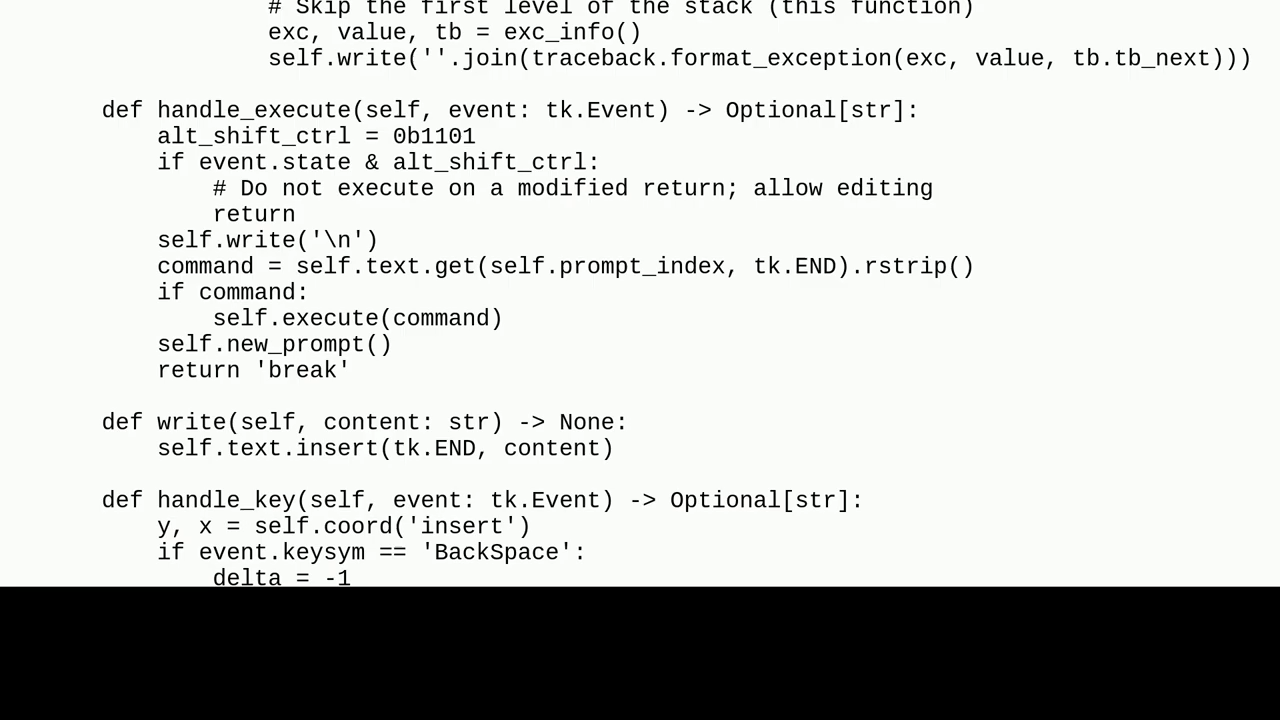 # Skip the first level of the stack (this function)
exc, value, tb = exc_info()
self.write(''.join(traceback.format_exception(exc, value, tb.tb_next)))
def handle_execute(self, event: tk.Event) -> Optional[str]:
alt_shift_ctrl = 0b1101
if event.state & alt_shift_ctrl:
# Do not execute on a modified return; allow editing
return
self.write('\n')
command = self.text.get(self.prompt_index, tk.END).rstrip()
if command:
self.execute(command)
self.new_prompt()
return 'break'
def write(self, content: str) -> None:
self.text.insert(tk.END, content)
def handle_key(self, event: tk.Event) -> Optional[str]:
y, x = self.coord('insert')
if event.keysym == 'BackSpace':
delta = -1